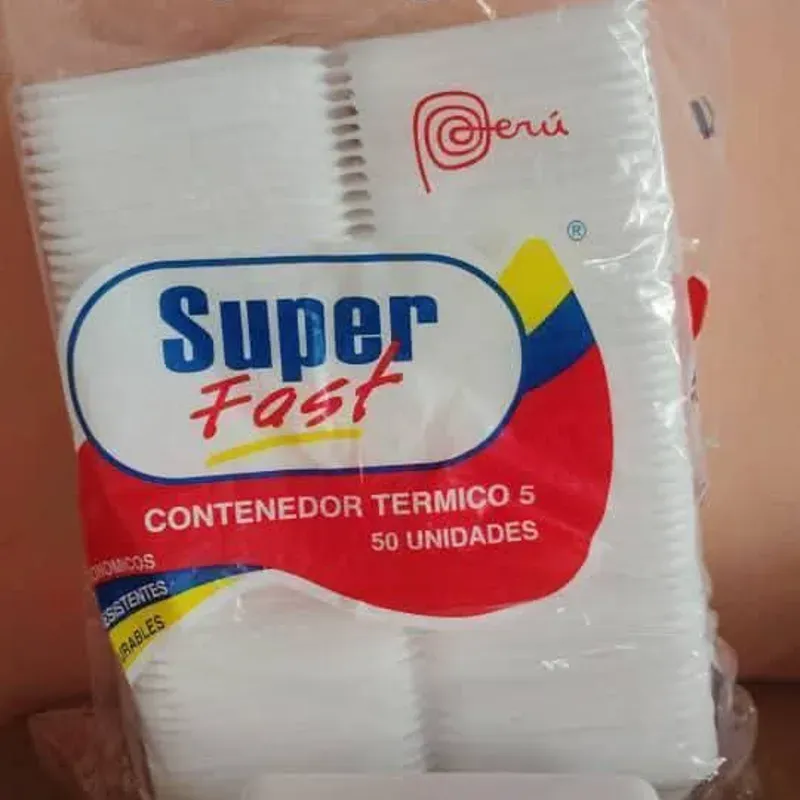 Perú
®
Super
Fast
CONTENEDOR TERMICO 5
50 UNIDADES